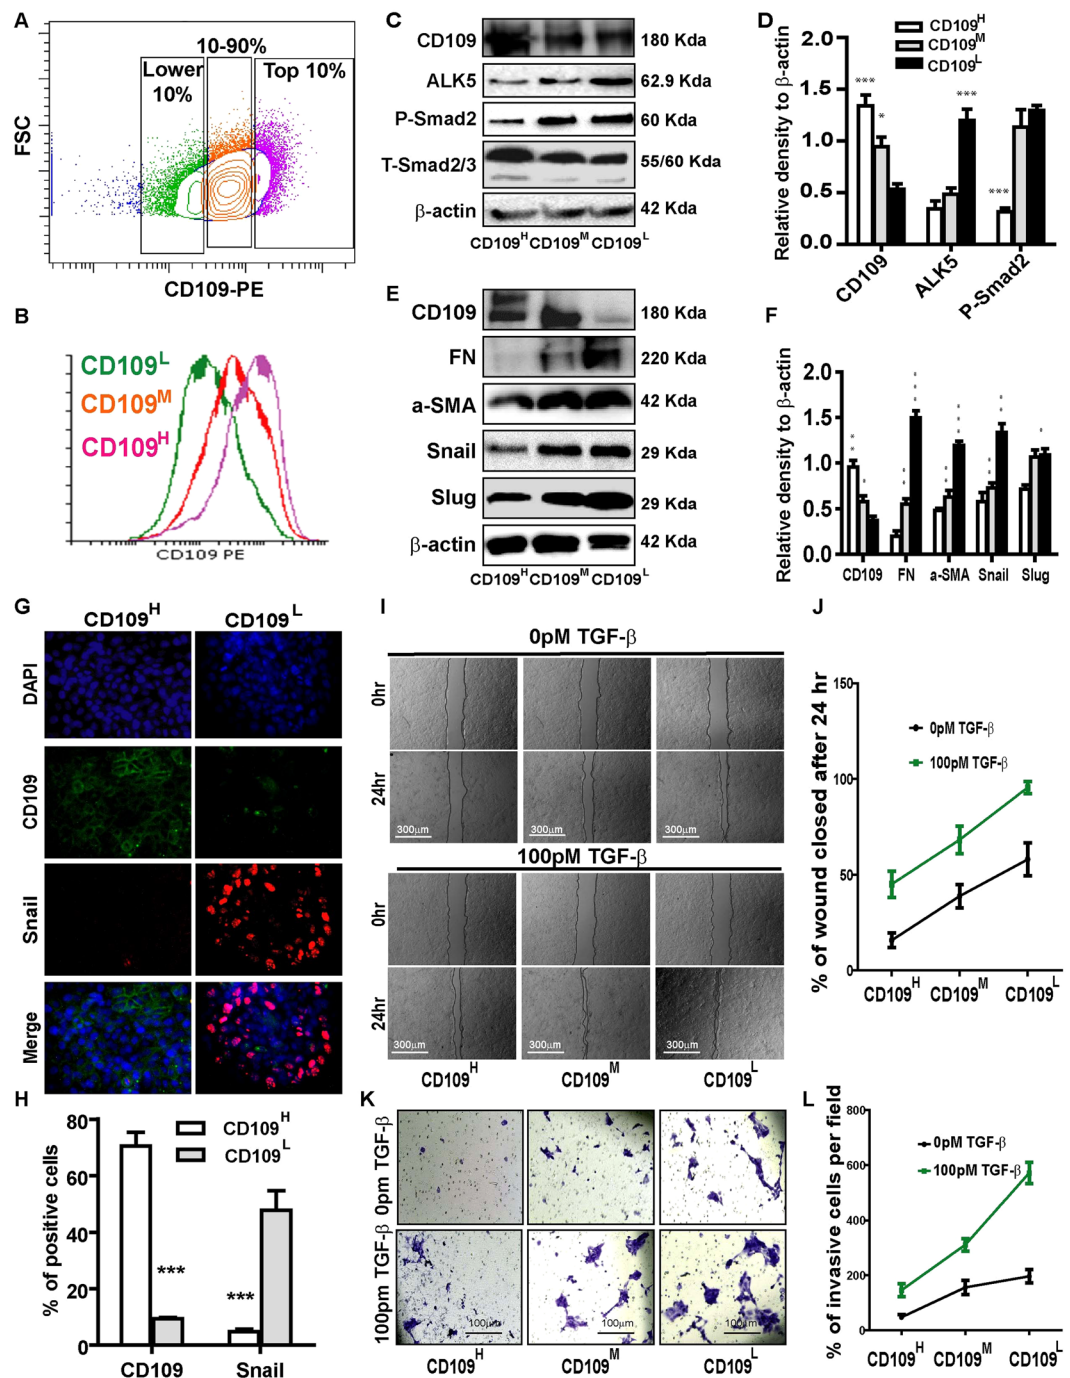 A
10-90%
Lower
10%
Top 10%
FSC
CD109-PE
B
CD109L
CD109M
CD109H
CD109 PE
C
CD109
180 Kda
ALK5
62.9 Kda
P-Smad2
60 Kda
T-Smad2/3
55/60 Kda
β-actin
42 Kda
CD109H CD109M CD109L
D
CD109H
CD109M
CD109L
Relative density to β-actin
2.0
1.5
1.0
0.5
0.0
***
*
***
***
CD109
ALK5
P-Smad2
E
CD109
180 Kda
FN
220 Kda
a-SMA
42 Kda
Snail
29 Kda
Slug
29 Kda
β-actin
42 Kda
CD109H CD109M CD109L
F
Relative density to β-actin
2.0
1.5
1.0
0.5
0.0
CD109 FN a-SMA Snail Slug
G
CD109H CD109L
DAPI
CD109
Snail
Merge
H
% of positive cells
80
60
40
20
0
CD109H
CD109L
***
***
CD109 Snail
I
0pM TGF-β
0hr
24hr
300μm 300μm 300μm
100pM TGF-β
0hr
24hr
300μm 300μm 300μm
CD109H CD109M CD109L
J
% of wound closed after 24 hr
150
100
50
0
0pM TGF-β
100pM TGF-β
CD109H CD109M CD109L
K
0pm TGF-β
100pm TGF-β
100μm 100μm 100μm
CD109H CD109M CD109L
L
% of invasive cells per field
800
600
400
200
0
0pM TGF-β
100pM TGF-β
CD109H CD109M CD109L